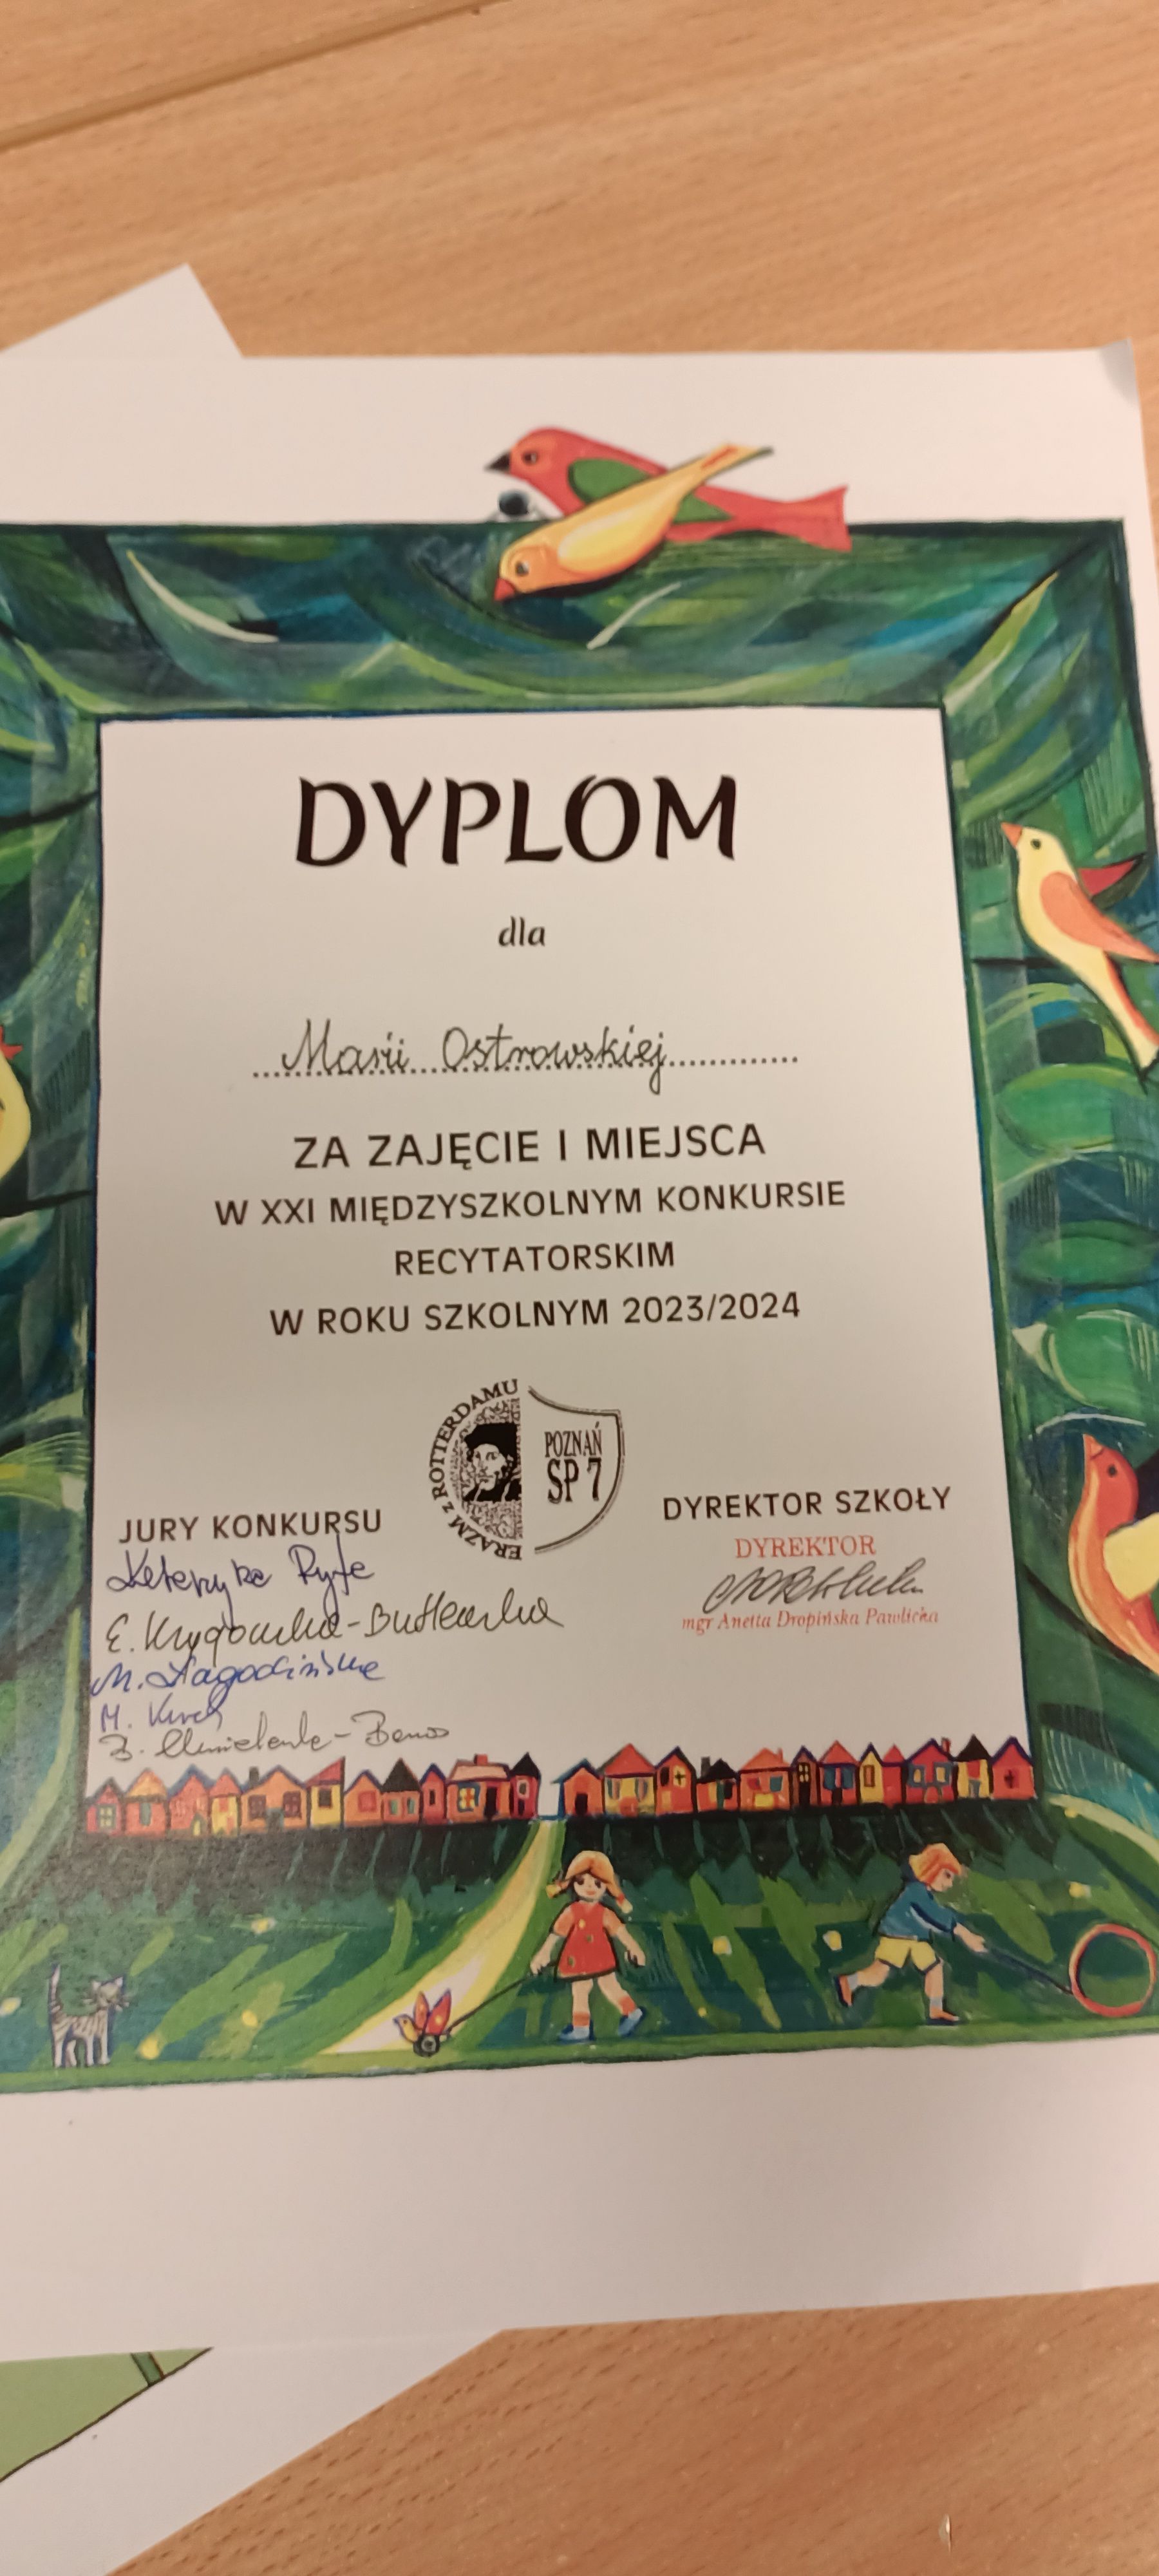 DYPLOM
dla
Marii Ostrowskiej
ZA ZAJĘCIE I MIEJSCA
W XXI MIĘDZYSZKOLNYM KONKURSIE
RECYTATORSKIM
W ROKU SZKOLNYM 2023/2024
ERAZM z ROTTERDAMU
POZNAŃ
SP 7
JURY KONKURSU
DYREKTOR SZKOŁY
DYREKTOR
mgr Anetta Dropińska Pawlicka
E.
M.
M.